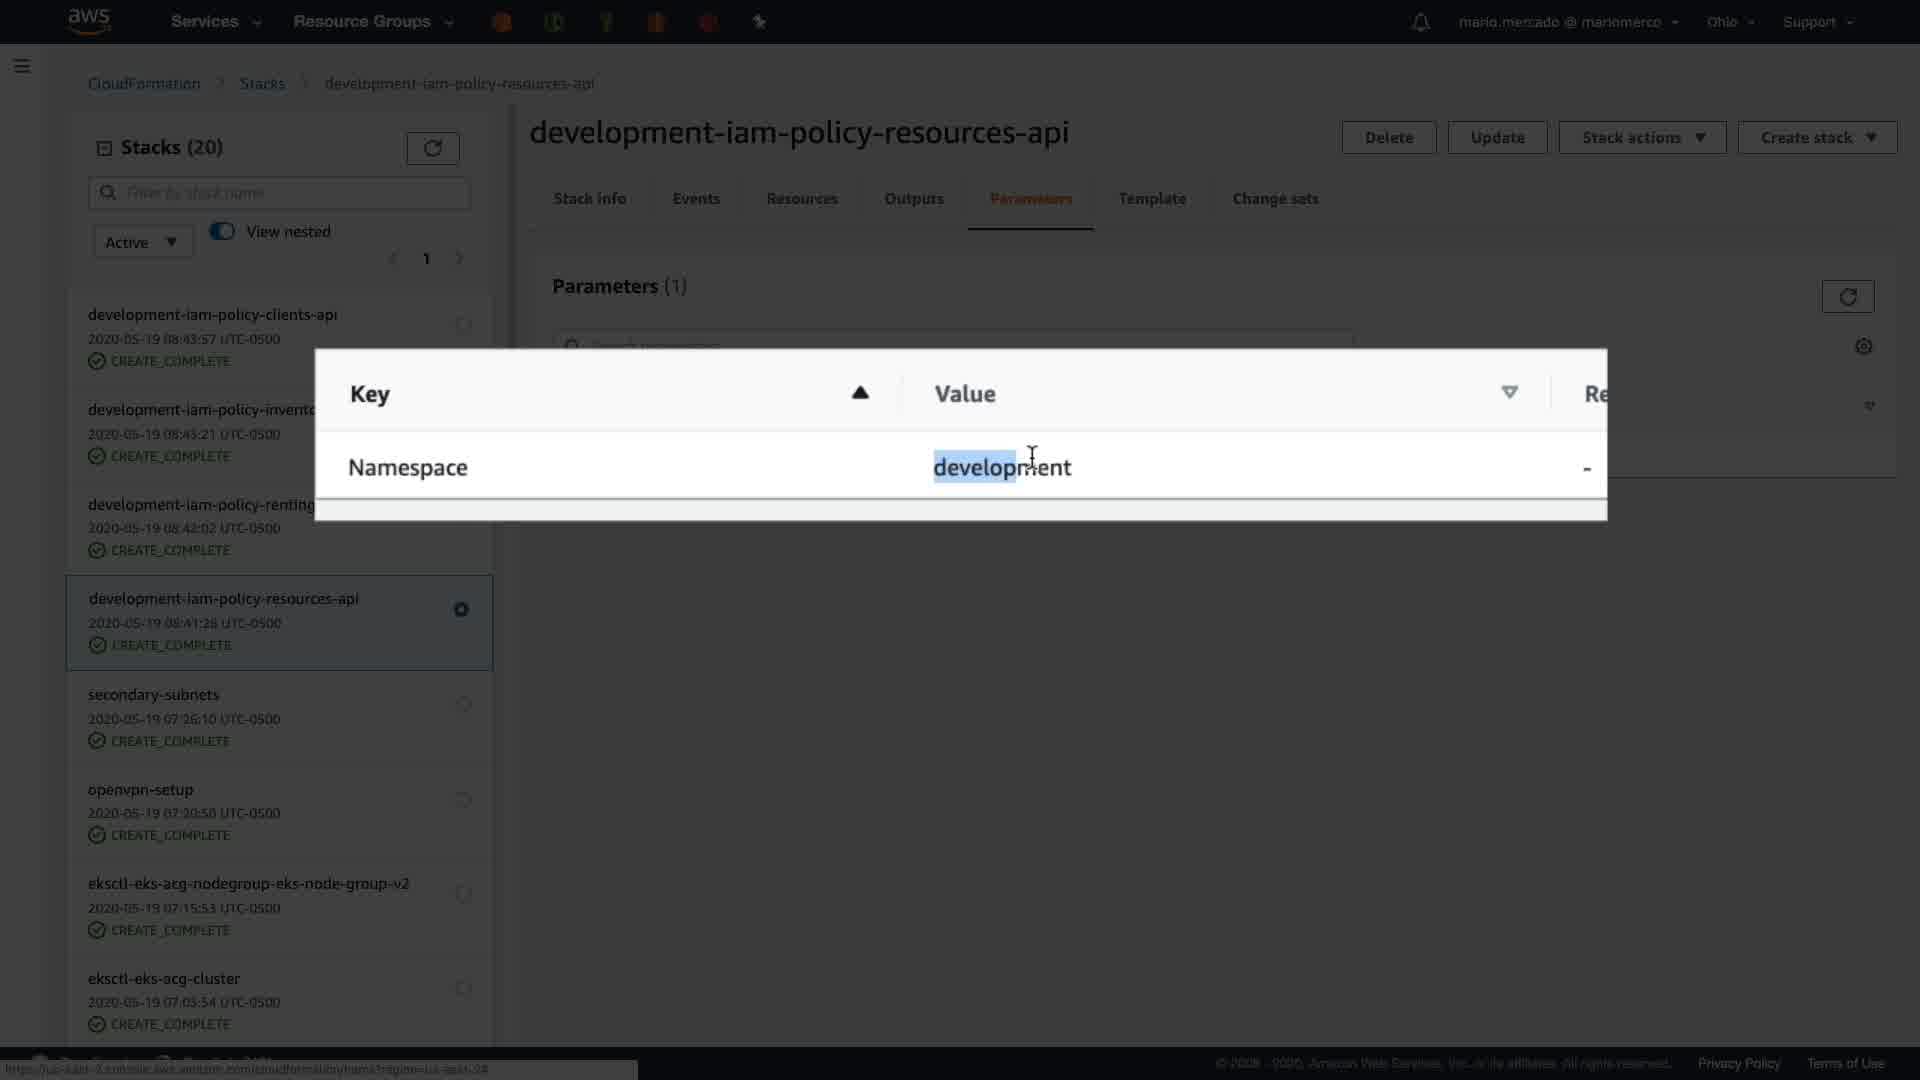 aws
Services
Resource Groups
mario.mercado @ mariomerco
Ohio
Support
CloudFormation
Stacks
development-iam-policy-resources-api
Stacks (20)
Filter by stack name
Active
View nested
1
development-iam-policy-clients-api
2020-05-19 08:43:57 UTC-0500
CREATE_COMPLETE
development-iam-policy-invento
2020-05-19 08:43:21 UTC-0500
CREATE_COMPLETE
development-iam-policy-renting
2020-05-19 08:42:02 UTC-0500
CREATE_COMPLETE
development-iam-policy-resources-api
2020-05-19 08:41:26 UTC-0500
CREATE_COMPLETE
secondary-subnets
2020-05-19 07:26:10 UTC-0500
CREATE_COMPLETE
openvpn-setup
2020-05-19 07:20:50 UTC-0500
CREATE_COMPLETE
eksctl-eks-acg-nodegroup-eks-node-group-v2
2020-05-19 07:15:53 UTC-0500
CREATE_COMPLETE
eksctl-eks-acg-cluster
2020-05-19 07:03:54 UTC-0500
CREATE_COMPLETE
development-iam-policy-resources-api
Delete
Update
Stack actions
Create stack
Stack info
Events
Resources
Outputs
Parameters
Template
Change sets
Parameters (1)
Key
Value
Re
Namespace
development
-
© 2008 - 2020, Amazon Web Services, Inc. or its affiliates. All rights reserved.
Privacy Policy
Terms of Use